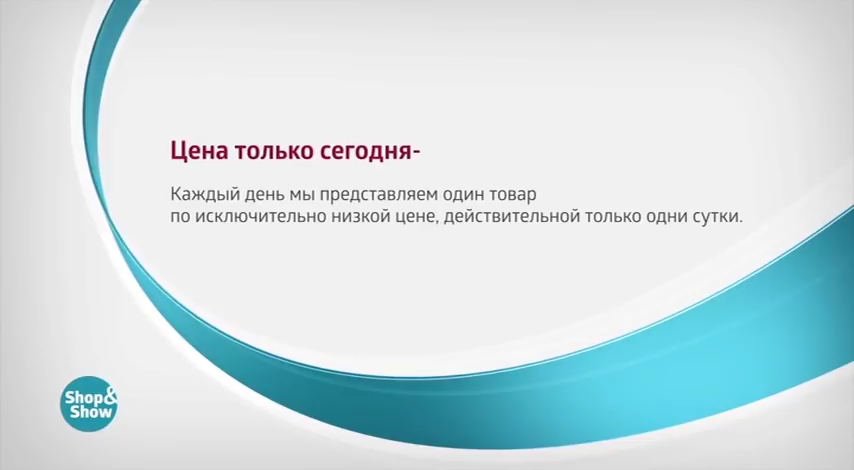 Цена только сегодня-
Каждый день мы представляем один товар
по исключительно низкой цене, действительной только одни сутки.
Shop&
Show